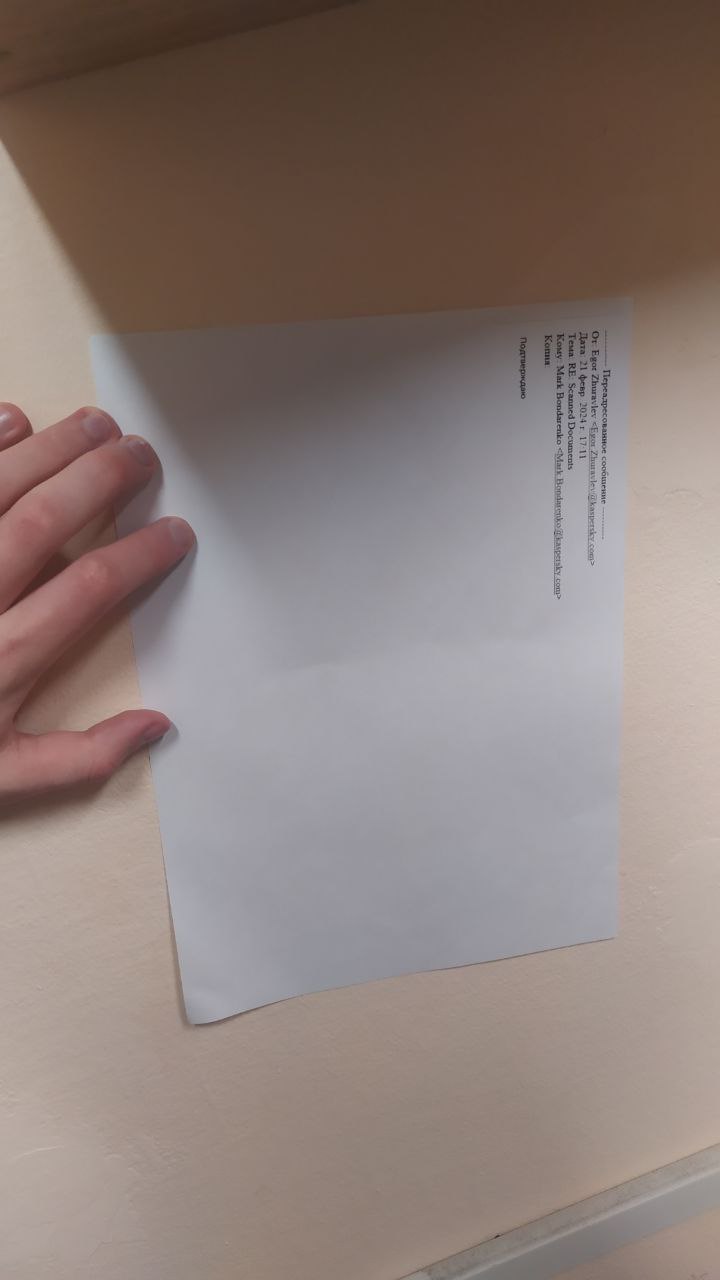 ---------- Переадресованное сообщение ----------
От: Egor Zhuravlev <Egor.Zhuravlev@kaspersky.com>
Дата: 21 февр. 2024 г. 17:11
Тема: RE: Scanned Documents
Кому: Mark Bondarenko <Mark.Bondarenko@kaspersky.com>
Копия:
Подтверждаю